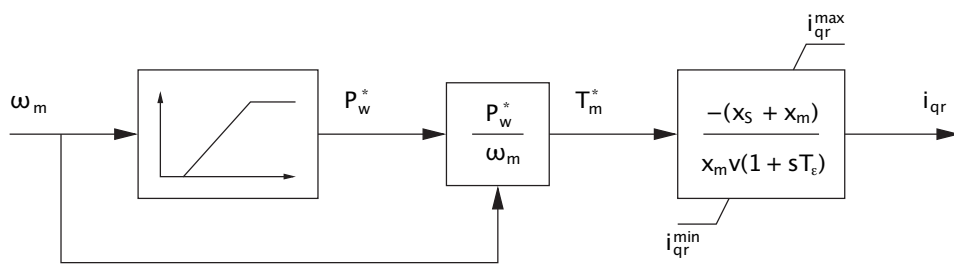 ω_m
P_w^*
P_w^*
ω_m
T_m^*
i_qr^max
−(x_S + x_m)
x_m v(1 + sT_ε)
i_qr^min
i_qr